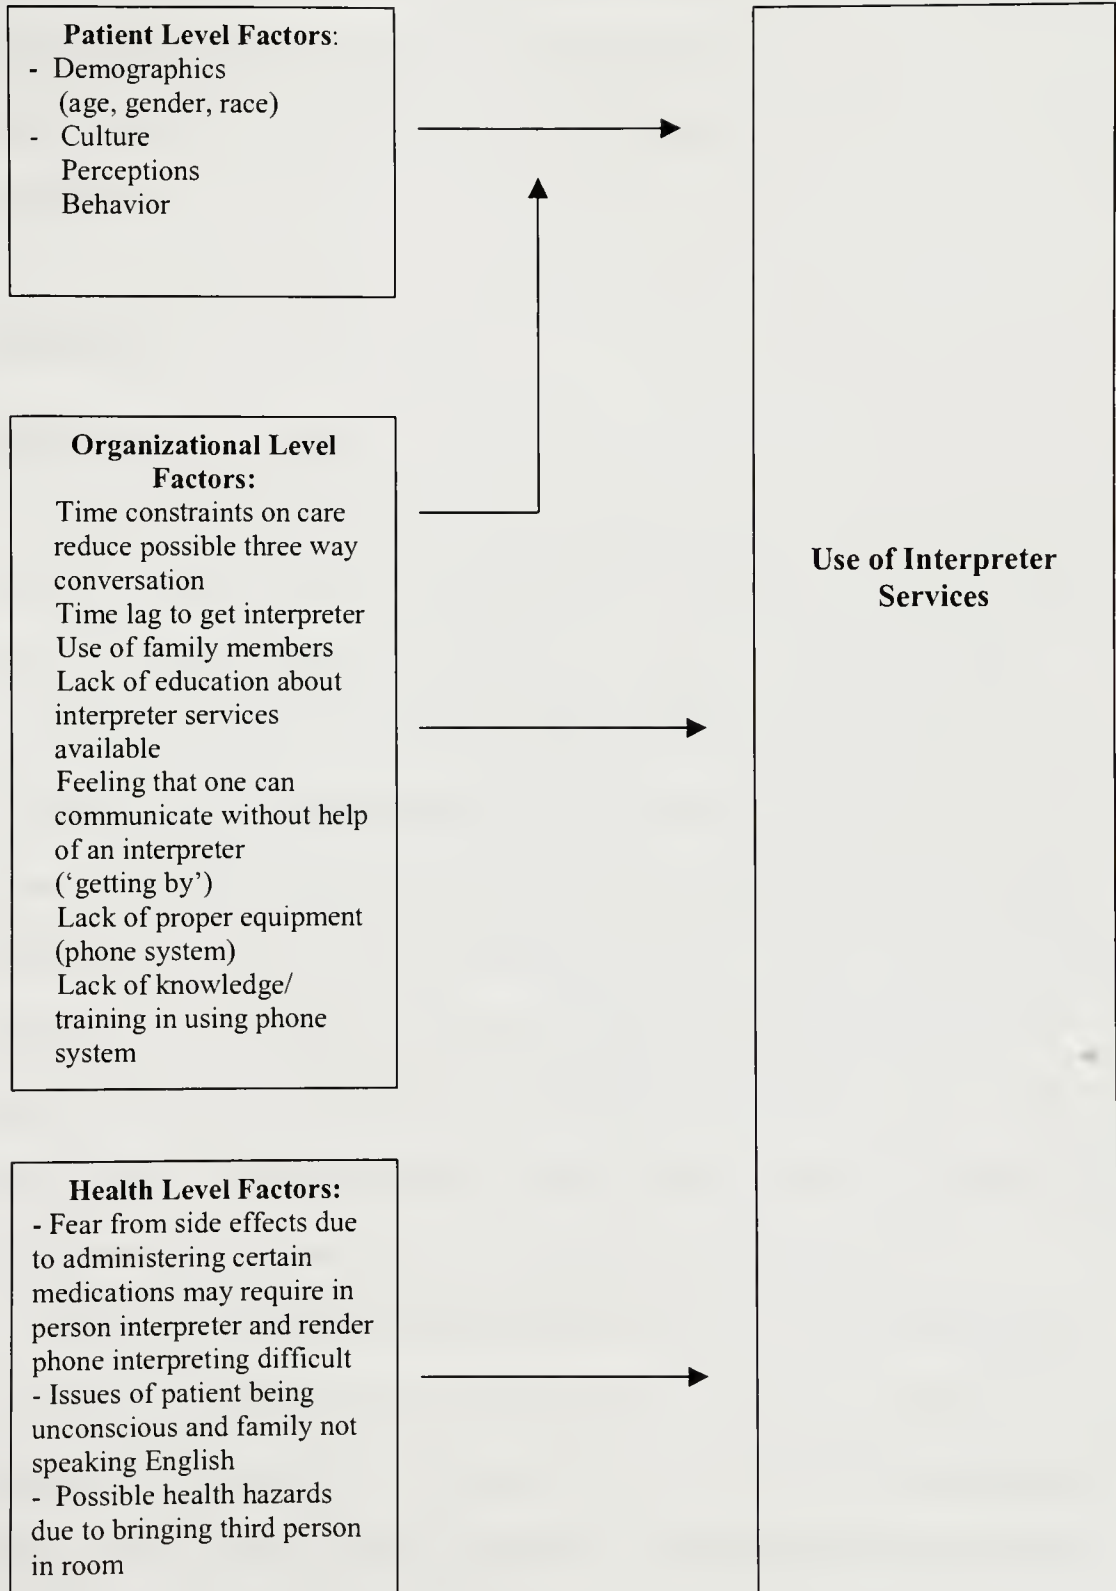 Patient Level Factors:
- Demographics
(age, gender, race)
- Culture
Perceptions
Behavior
Organizational Level
Factors:
Time constraints on care
reduce possible three way
conversation
Time lag to get interpreter
Use of family members
Lack of education about
interpreter services
available
Feeling that one can
communicate without help
of an interpreter
(‘getting by’)
Lack of proper equipment
(phone system)
Lack of knowledge/
training in using phone
system
Health Level Factors:
- Fear from side effects due
to administering certain
medications may require in
person interpreter and render
phone interpreting difficult
- Issues of patient being
unconscious and family not
speaking English
- Possible health hazards
due to bringing third person
in room
Use of Interpreter
Services